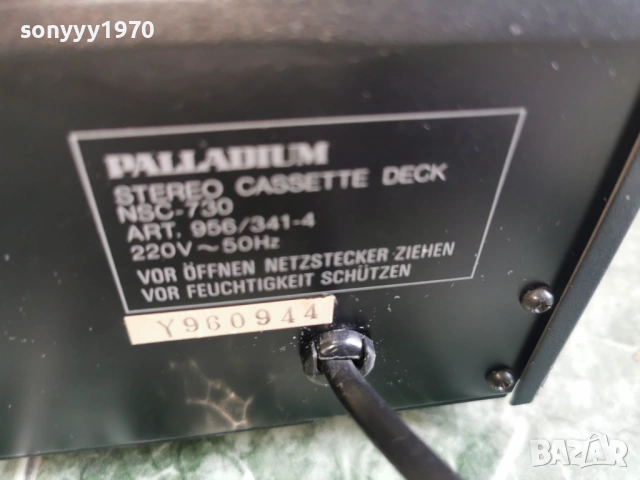 sonyyy1970
PALLADIUM
STEREO CASSETTE DECK
NSC-730
ART. 956/341-4
220V ~ 50Hz
VOR ÖFFNEN NETZSTECKER ZIEHEN
VOR FEUCHTIGKEIT SCHÜTZEN
Y960944
BAZAR